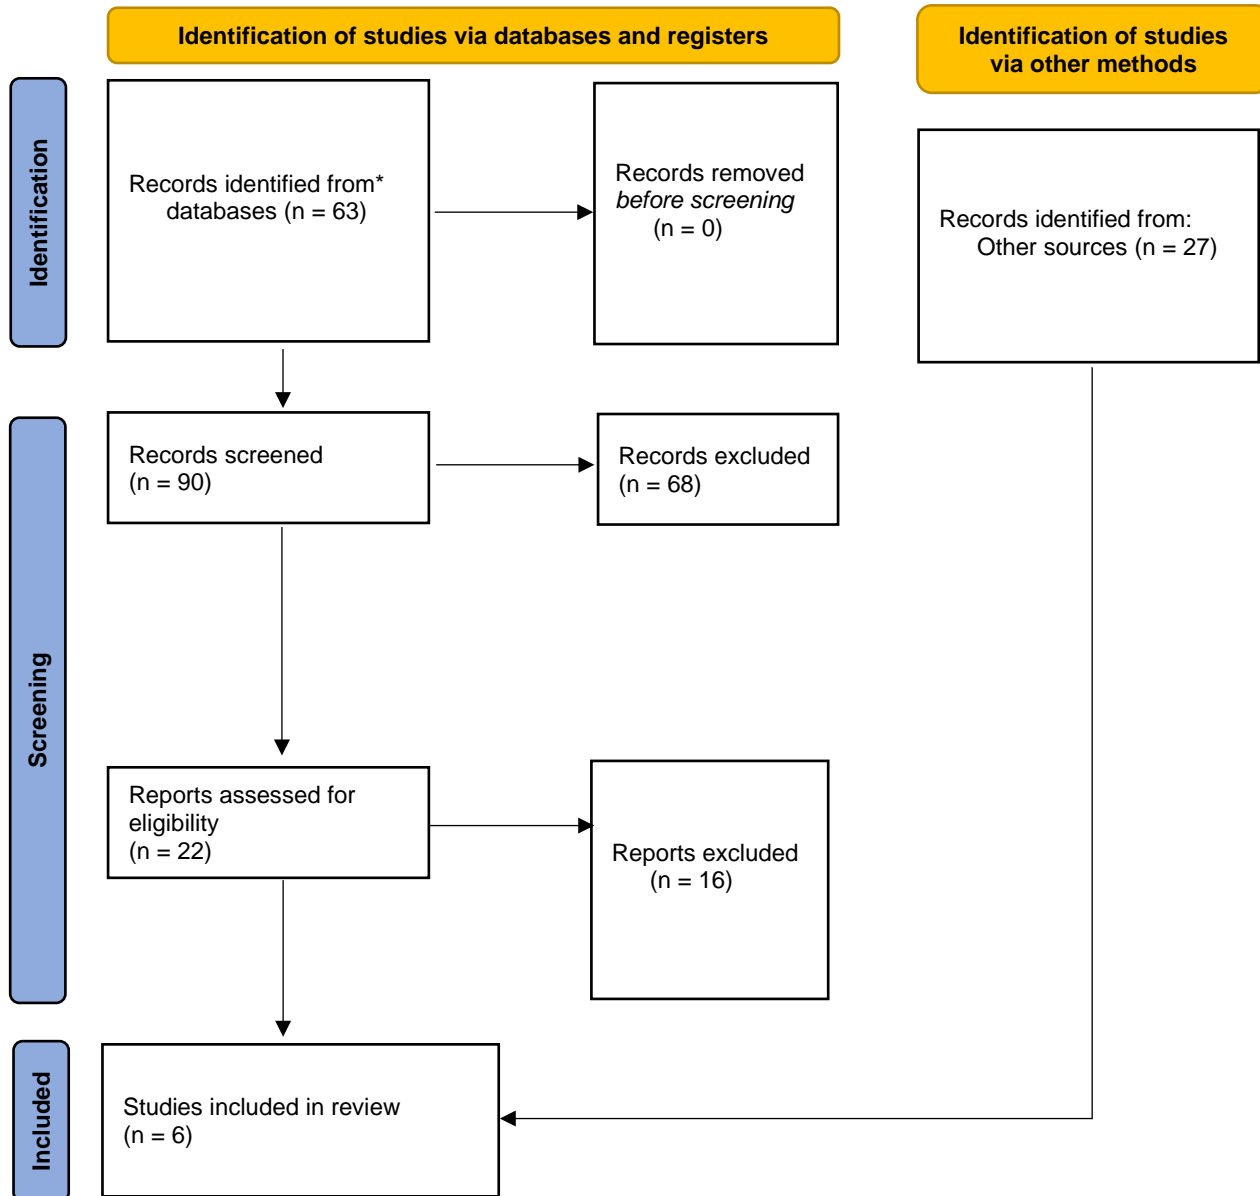 Identification of studies via databases and registers
Identification of studies
via other methods
Identification
Records identified from*
databases (n = 63)
Records removed
before screening
(n = 0)
Records identified from:
Other sources (n = 27)
Screening
Records screened
(n = 90)
Records excluded
(n = 68)
Reports assessed for
eligibility
(n = 22)
Reports excluded
(n = 16)
Included
Studies included in review
(n = 6)